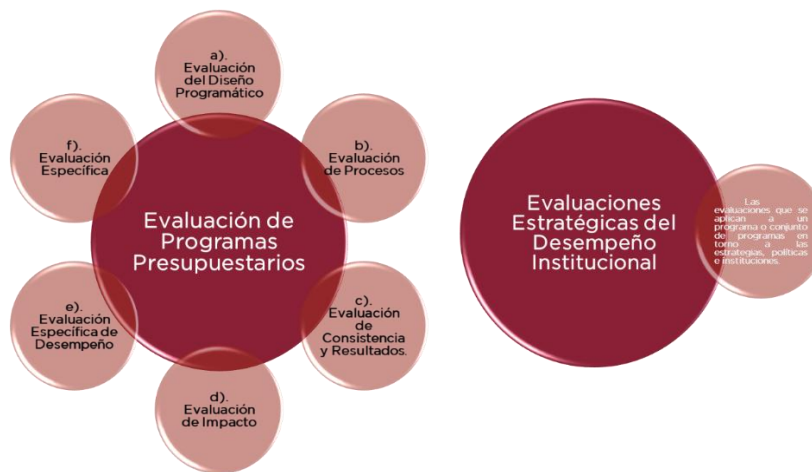 a).
Evaluación
del Diseño
Programático
f).
Evaluación
Específica
b).
Evaluación
de Procesos
Evaluación de
Programas
Presupuestarios
e).
Evaluación
Específica de
Desempeño
c).
Evaluación
de
Consistencia
y Resultados.
d).
Evaluación
de Impacto
Evaluaciones
Estratégicas del
Desempeño
Institucional
Las
evaluaciones que se
aplican a un
programa o conjunto
de programas en
torno a las
estrategias, políticas
e instituciones.